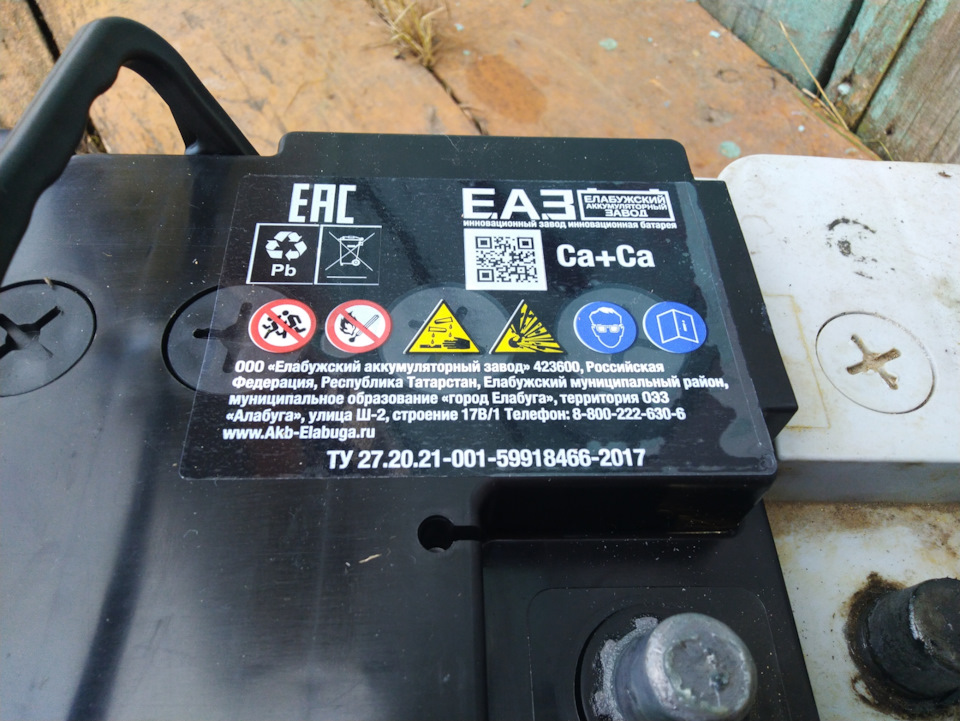 EAC
ЕАЗ
ЕЛАБУЖСКИЙ
АККУМУЛЯТОРНЫЙ
ЗАВОД
инновационный завод инновационная батарея
Pb
Ca+Ca
ООО «Елабужский аккумуляторный завод» 423600, Российская
Федерация, Республика Татарстан, Елабужский муниципальный район,
муниципальное образование «город Елабуга», территория ОЭЗ
«Алабуга», улица Ш-2, строение 17В/1 Телефон: 8-800-222-630-6
www.Akb-Elabuga.ru
ТУ 27.20.21-001-59918466-2017